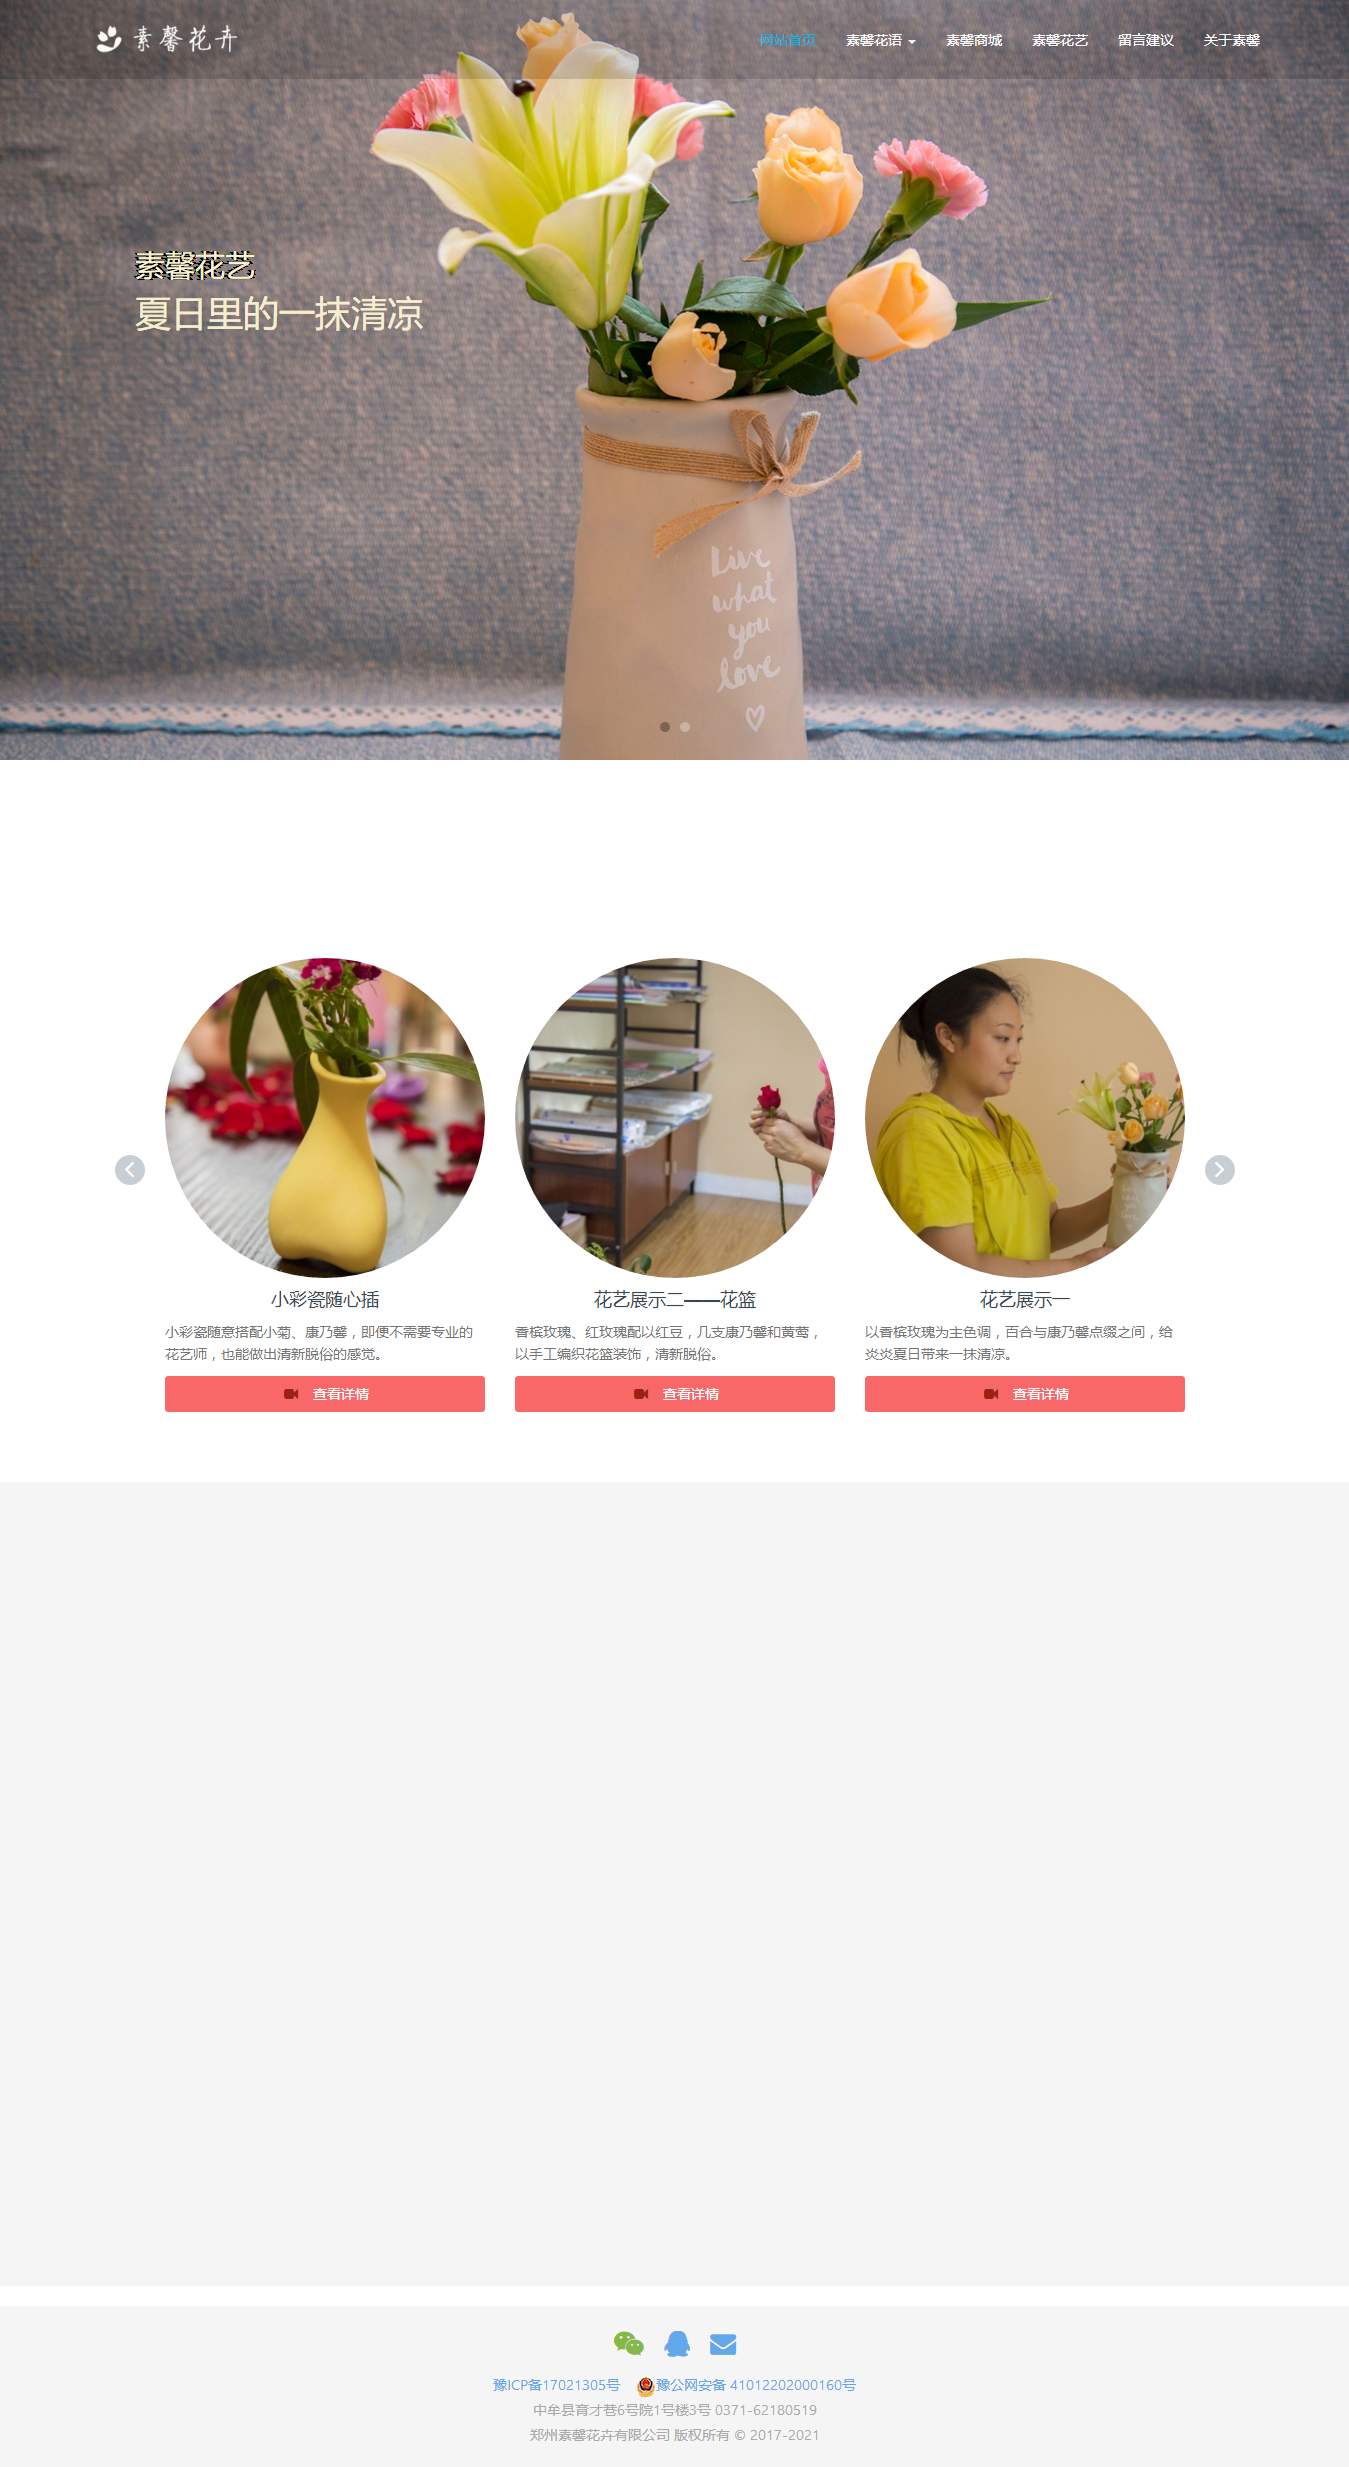 素馨花卉
网站首页 素馨花语 素馨商城 素馨花艺 留言建议 关于素馨
素馨花艺
夏日里的一抹清凉
Live
what
you
love
小彩瓷随心插
小彩瓷随意搭配小菊、康乃馨，即便不需要专业的
花艺师，也能做出清新脱俗的感觉。
查看详情
花艺展示二——花篮
香槟玫瑰、红玫瑰配以红豆，几支康乃馨和黄莺，
以手工编织花篮装饰，清新脱俗。
查看详情
花艺展示一
以香槟玫瑰为主色调，百合与康乃馨点缀之间，给
炎炎夏日带来一抹清凉。
查看详情
豫ICP备17021305号 豫公网安备 41012202000160号
中牟县育才巷6号院1号楼3号 0371-62180519
郑州素馨花卉有限公司 版权所有 © 2017-2021